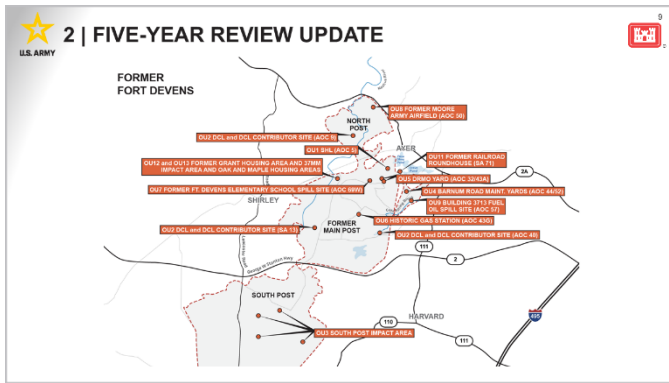 9
U.S. ARMY
2 | FIVE-YEAR REVIEW UPDATE
FORMER
FORT DEVENS
OU8 FORMER MOORE
ARMY AIRFIELD (AOC 50)
NORTH
POST
OU2 DCL and DCL CONTRIBUTOR SITE (AOC 9)
AYER
OU1 SHL (AOC 5)
OU11 FORMER RAILROAD
ROUNDHOUSE (SA 71)
OU12 and OU13 FORMER GRANT HOUSING AREA AND 37MM
IMPACT AREA AND OAK and MAPLE HOUSING AREAS
2A
OU5 DRMO YARD (AOC 32/43A)
OU7 FORMER FT. DEVENS ELEMENTARY SCHOOL SPILL SITE (AOC 69W)
OU4 BARNUM ROAD MAINT. YARDS (AOC 44/52)
SHIRLEY
OU9 BUILDING 3713 FUEL
OIL SPILL SITE (AOC 57)
FORMER
MAIN POST
OU6 HISTORIC GAS STATION (AOC 43G)
OU2 DCL and DCL CONTRIBUTOR SITE (SA 13)
OU2 DCL and DCL CONTRIBUTOR SITE (AOC 40)
111
2
SOUTH POST
HARVARD
495
110
111
OU3 SOUTH POST IMPACT AREA